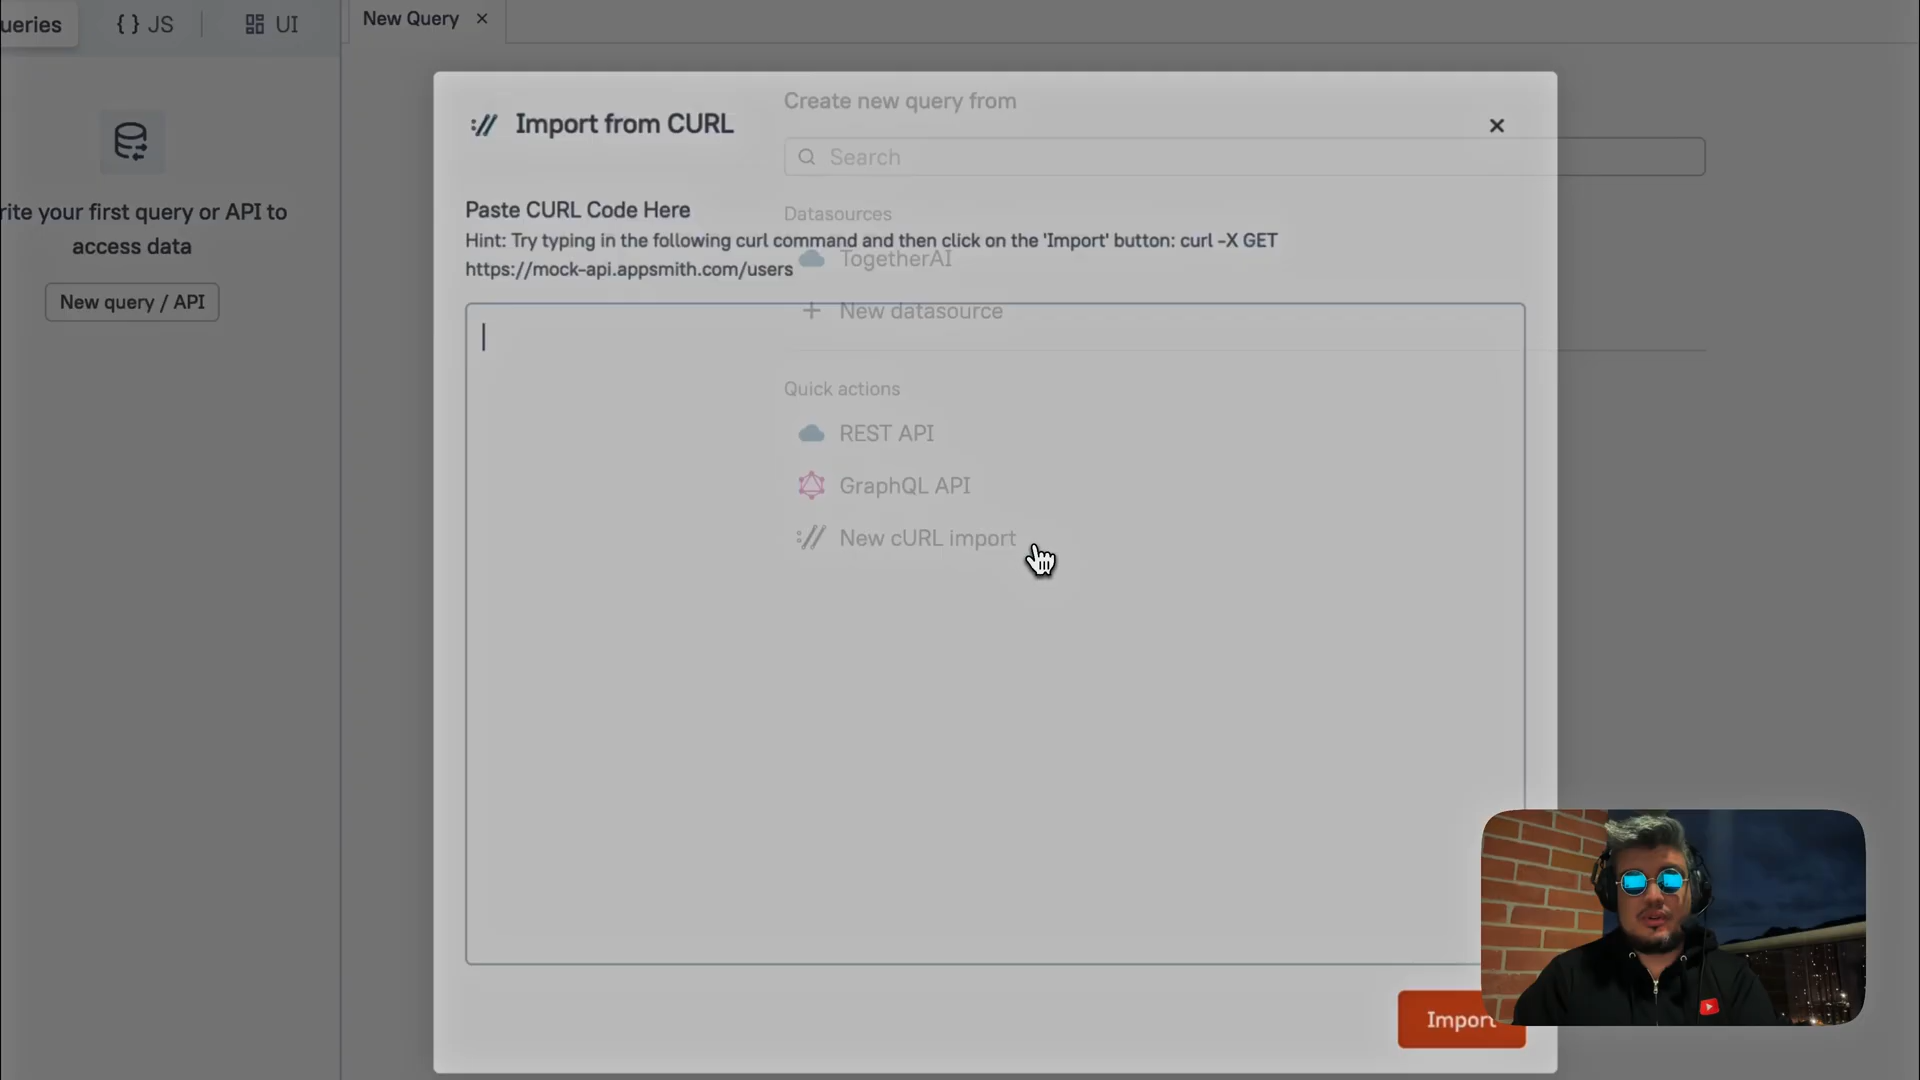 ueries
JS
UI
New Query
rite your first query or API to
access data
New query / API
Import from CURL
Paste CURL Code Here
Hint: Try typing in the following curl command and then click on the 'Import' button: curl -X GET
https://mock-api.appsmith.com/users
Create new query from
Search
Datasources
TogetherAI
New datasource
Quick actions
REST API
GraphQL API
New cURL import
Import